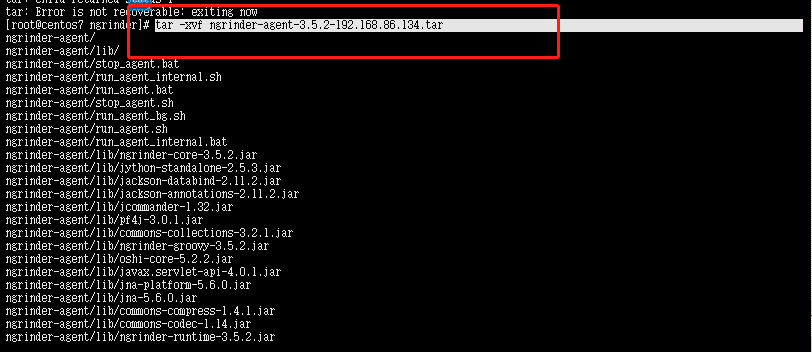 tar: Child returned status 1
tar: Error is not recoverable: exiting now
[root@centos7 ngrinder]# tar -xvf ngrinder-agent-3.5.2-192.168.86.134.tar
ngrinder-agent/
ngrinder-agent/lib/
ngrinder-agent/stop_agent.bat
ngrinder-agent/run_agent_internal.sh
ngrinder-agent/run_agent.bat
ngrinder-agent/stop_agent.sh
ngrinder-agent/run_agent_bg.sh
ngrinder-agent/run_agent.sh
ngrinder-agent/run_agent_internal.bat
ngrinder-agent/lib/ngrinder-core-3.5.2.jar
ngrinder-agent/lib/jython-standalone-2.5.3.jar
ngrinder-agent/lib/jackson-databind-2.11.2.jar
ngrinder-agent/lib/jackson-annotations-2.11.2.jar
ngrinder-agent/lib/jcommander-1.32.jar
ngrinder-agent/lib/pf4j-3.0.1.jar
ngrinder-agent/lib/commons-collections-3.2.1.jar
ngrinder-agent/lib/ngrinder-groovy-3.5.2.jar
ngrinder-agent/lib/oshi-core-5.2.2.jar
ngrinder-agent/lib/javax.servlet-api-4.0.1.jar
ngrinder-agent/lib/jna-platform-5.6.0.jar
ngrinder-agent/lib/jna-5.6.0.jar
ngrinder-agent/lib/commons-compress-1.4.1.jar
ngrinder-agent/lib/commons-codec-1.14.jar
ngrinder-agent/lib/ngrinder-runtime-3.5.2.jar